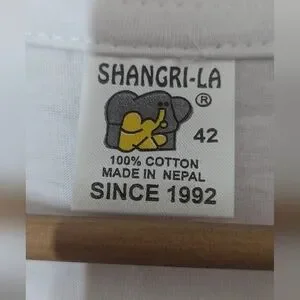 SHANGRI-LA
®
42
100% COTTON
MADE IN NEPAL
SINCE 1992